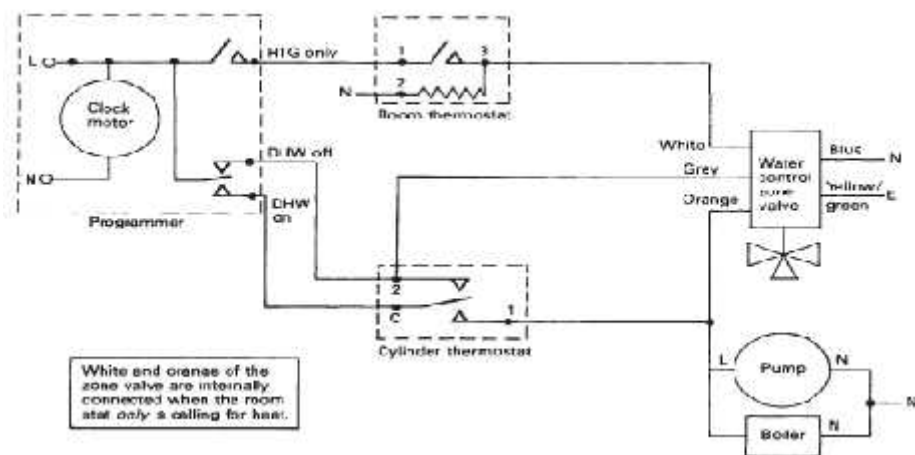 L
HTG only
1
3
N
2
Room thermostat
Clock
motor
N
DHW off
DHW
on
Programmer
White
Grey
Orange
Water
control
zone
valve
Blue
N
Yellow/
green
E
2
C
1
Cylinder thermostat
White and orange of the
zone valve are internally
connected when the room
stat only is calling for heat.
L
Pump
N
N
Boiler
N